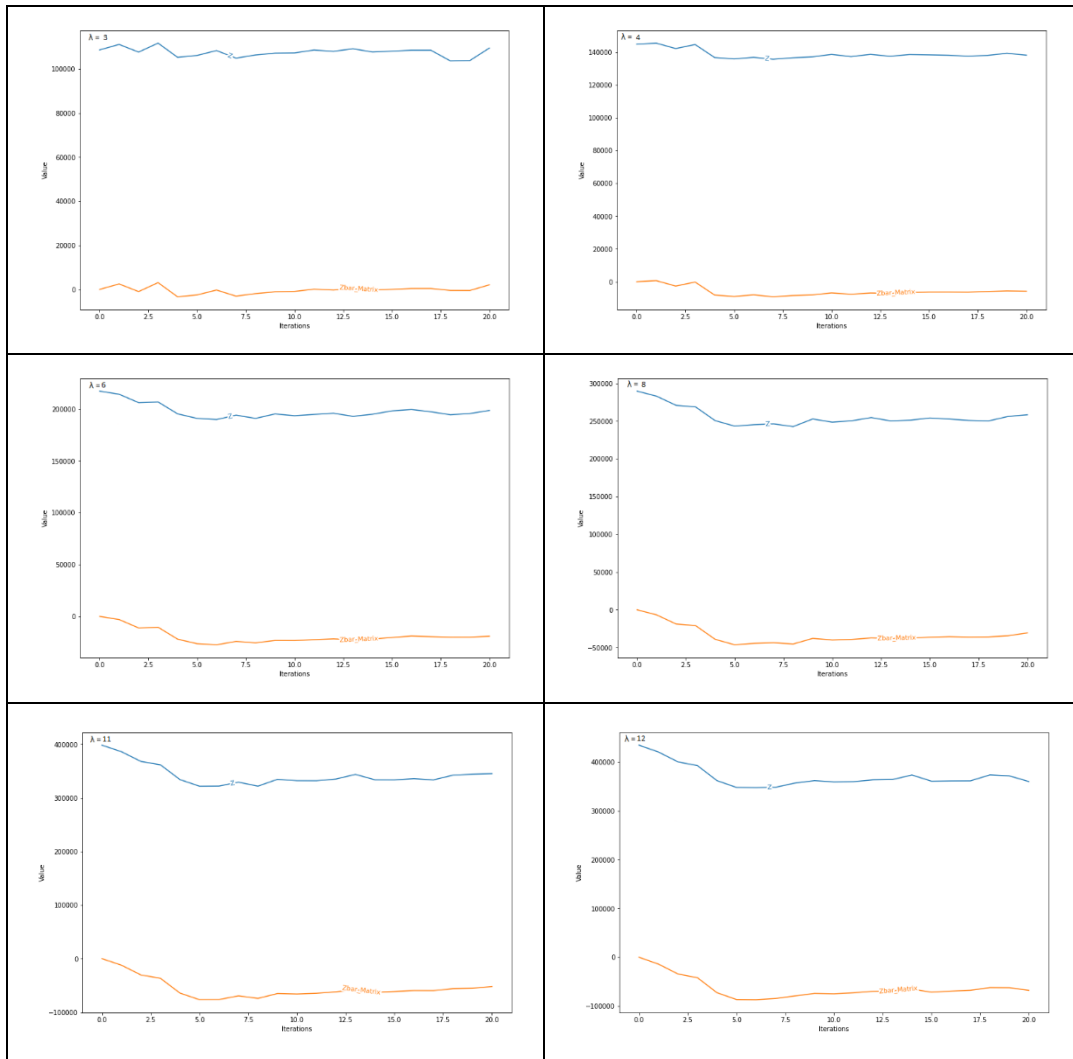 λ = 3
100000
80000
60000
40000
20000
0
Value
Z
Zbar_Matrix
0.0 2.5 5.0 7.5 10.0 12.5 15.0 17.5 20.0
Iterations
λ = 4
140000
120000
100000
80000
60000
40000
20000
0
Value
Z
Zbar_Matrix
0.0 2.5 5.0 7.5 10.0 12.5 15.0 17.5 20.0
Iterations
λ = 6
200000
150000
100000
50000
0
Value
Z
Zbar_Matrix
0.0 2.5 5.0 7.5 10.0 12.5 15.0 17.5 20.0
Iterations
λ = 8
300000
250000
200000
150000
100000
50000
0
−50000
Value
Z
Zbar_Matrix
0.0 2.5 5.0 7.5 10.0 12.5 15.0 17.5 20.0
Iterations
λ = 11
400000
300000
200000
100000
0
−100000
Value
Z
Zbar_Matrix
0.0 2.5 5.0 7.5 10.0 12.5 15.0 17.5 20.0
Iterations
λ = 12
400000
300000
200000
100000
0
−100000
Value
Z
Zbar_Matrix
0.0 2.5 5.0 7.5 10.0 12.5 15.0 17.5 20.0
Iterations